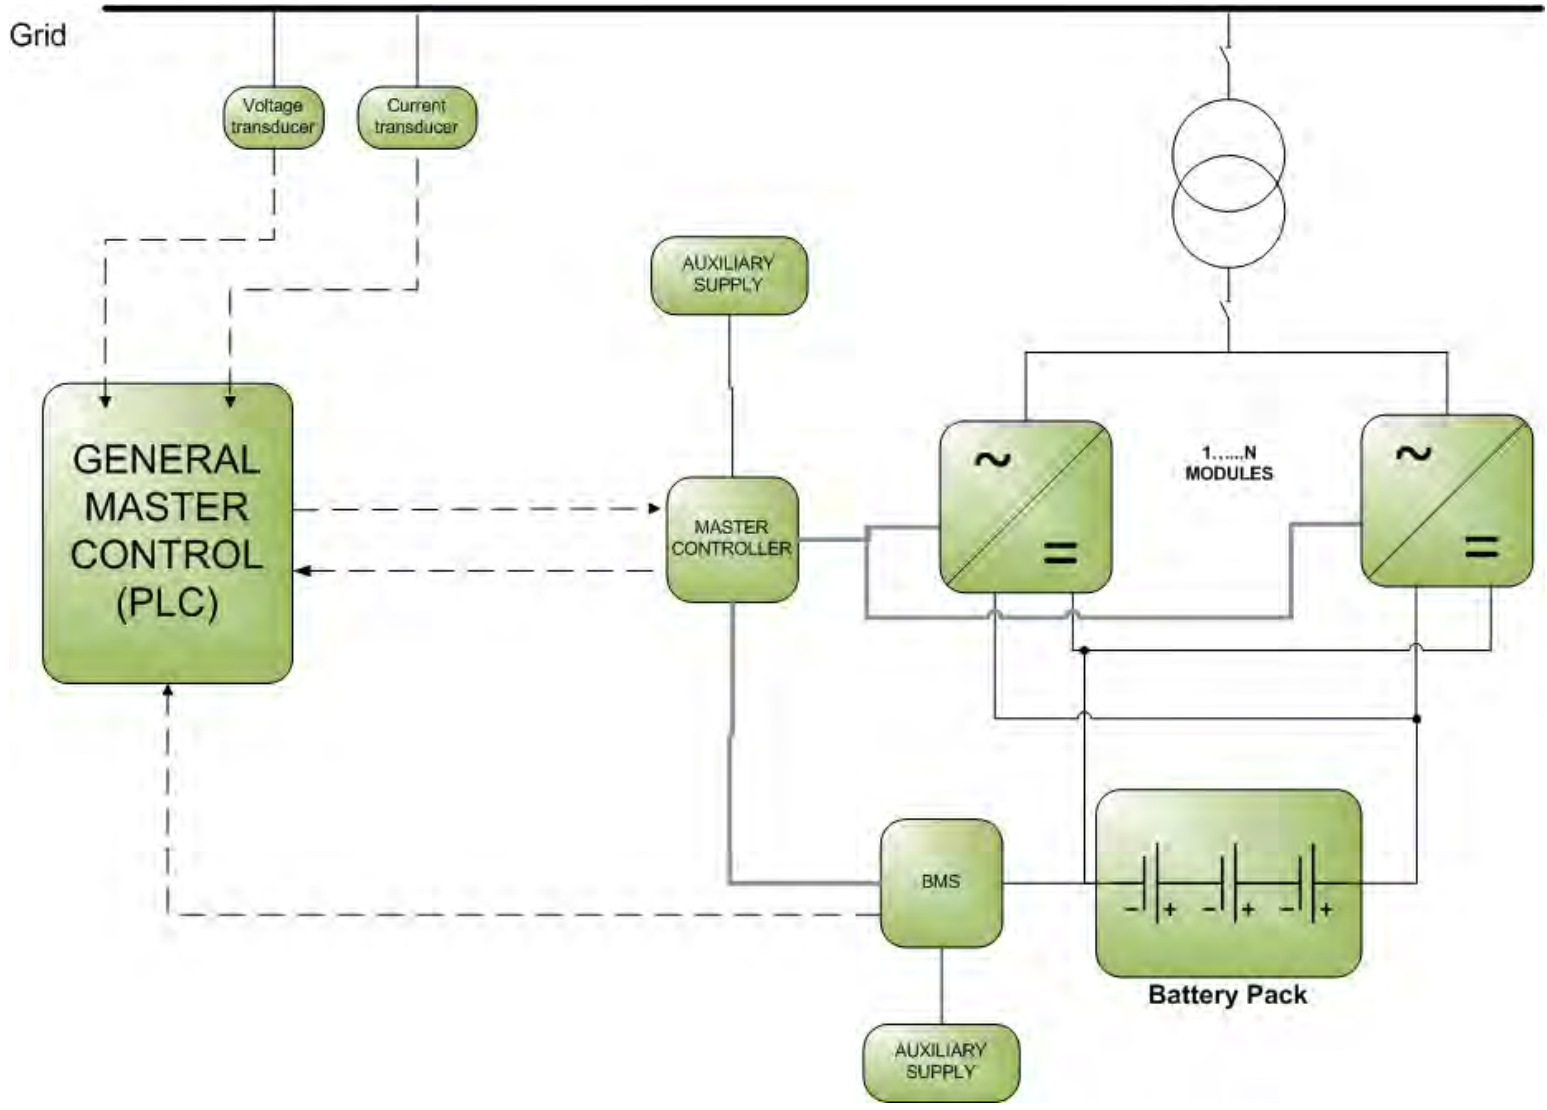 Grid
Voltage
transducer
Current
transducer
AUXILIARY
SUPPLY
GENERAL
MASTER
CONTROL
(PLC)
MASTER
CONTROLLER
~
=
1.,....,N
MODULES
~
=
BMS
− + − + − +
Battery Pack
AUXILIARY
SUPPLY